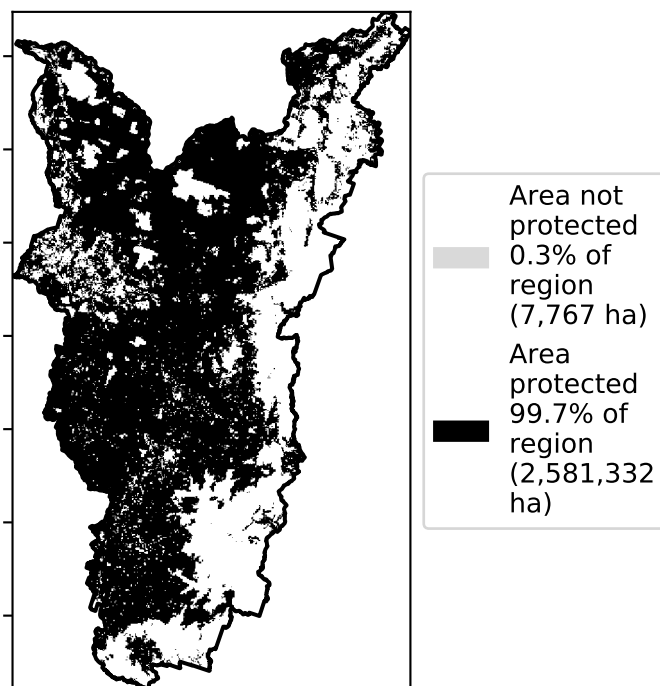 Area not
protected
0.3% of
region
(7,767 ha)
Area
protected
99.7% of
region
(2,581,332
ha)